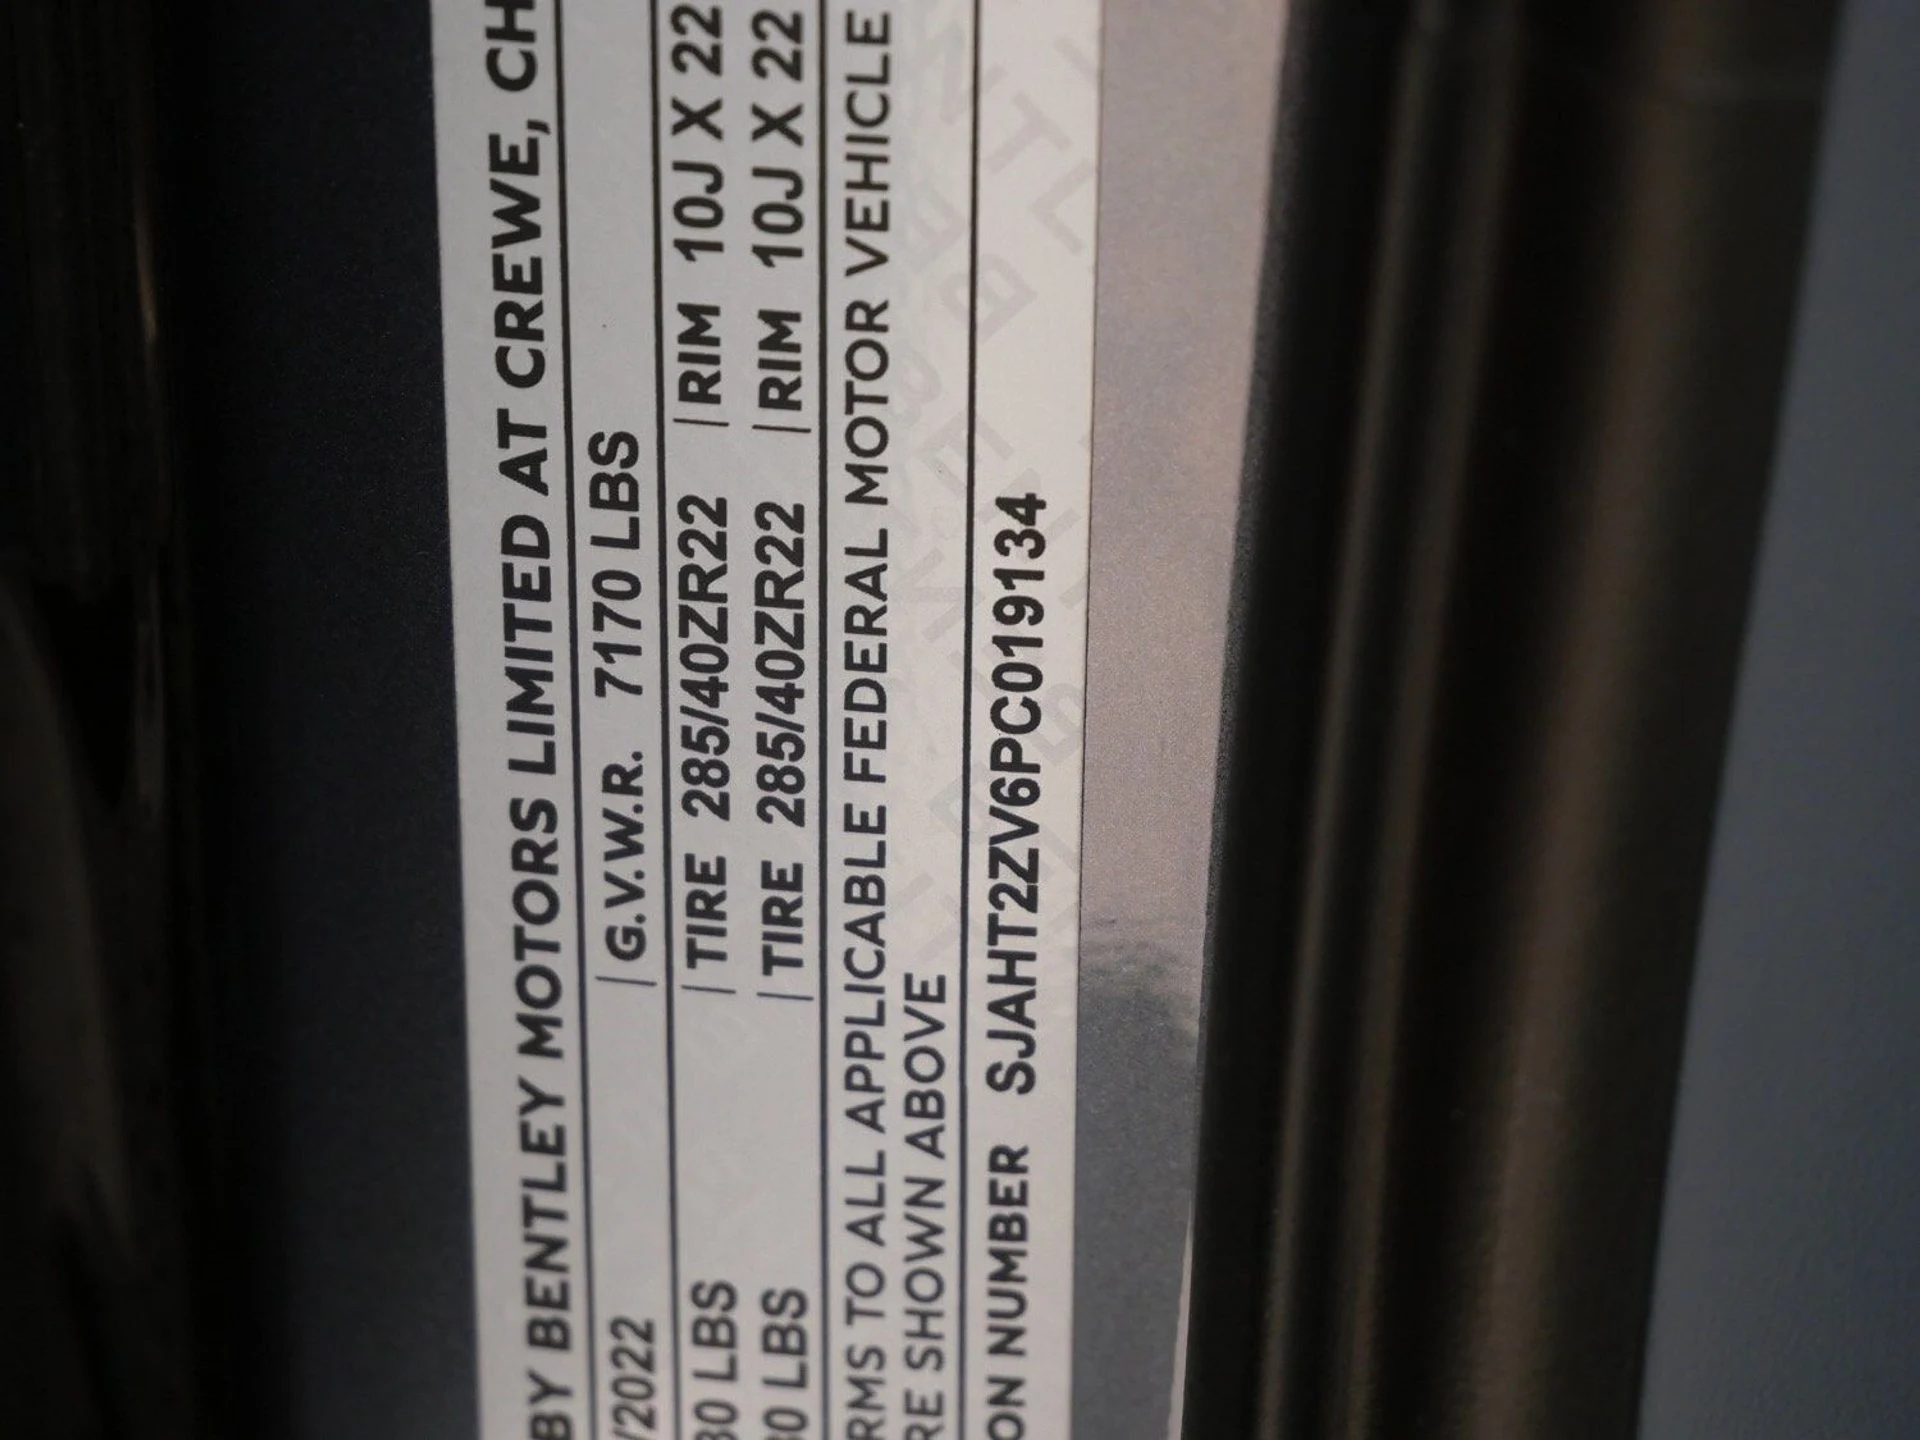 BY BENTLEY MOTORS LIMITED AT CREWE, CH
/2022 | G.V.W.R. 7170 LBS
30 LBS | TIRE 285/40ZR22 | RIM 10J X 22
30 LBS | TIRE 285/40ZR22 | RIM 10J X 22
RMS TO ALL APPLICABLE FEDERAL MOTOR VEHICLE
RE SHOWN ABOVE
ON NUMBER SJAHT2ZV6PC019134